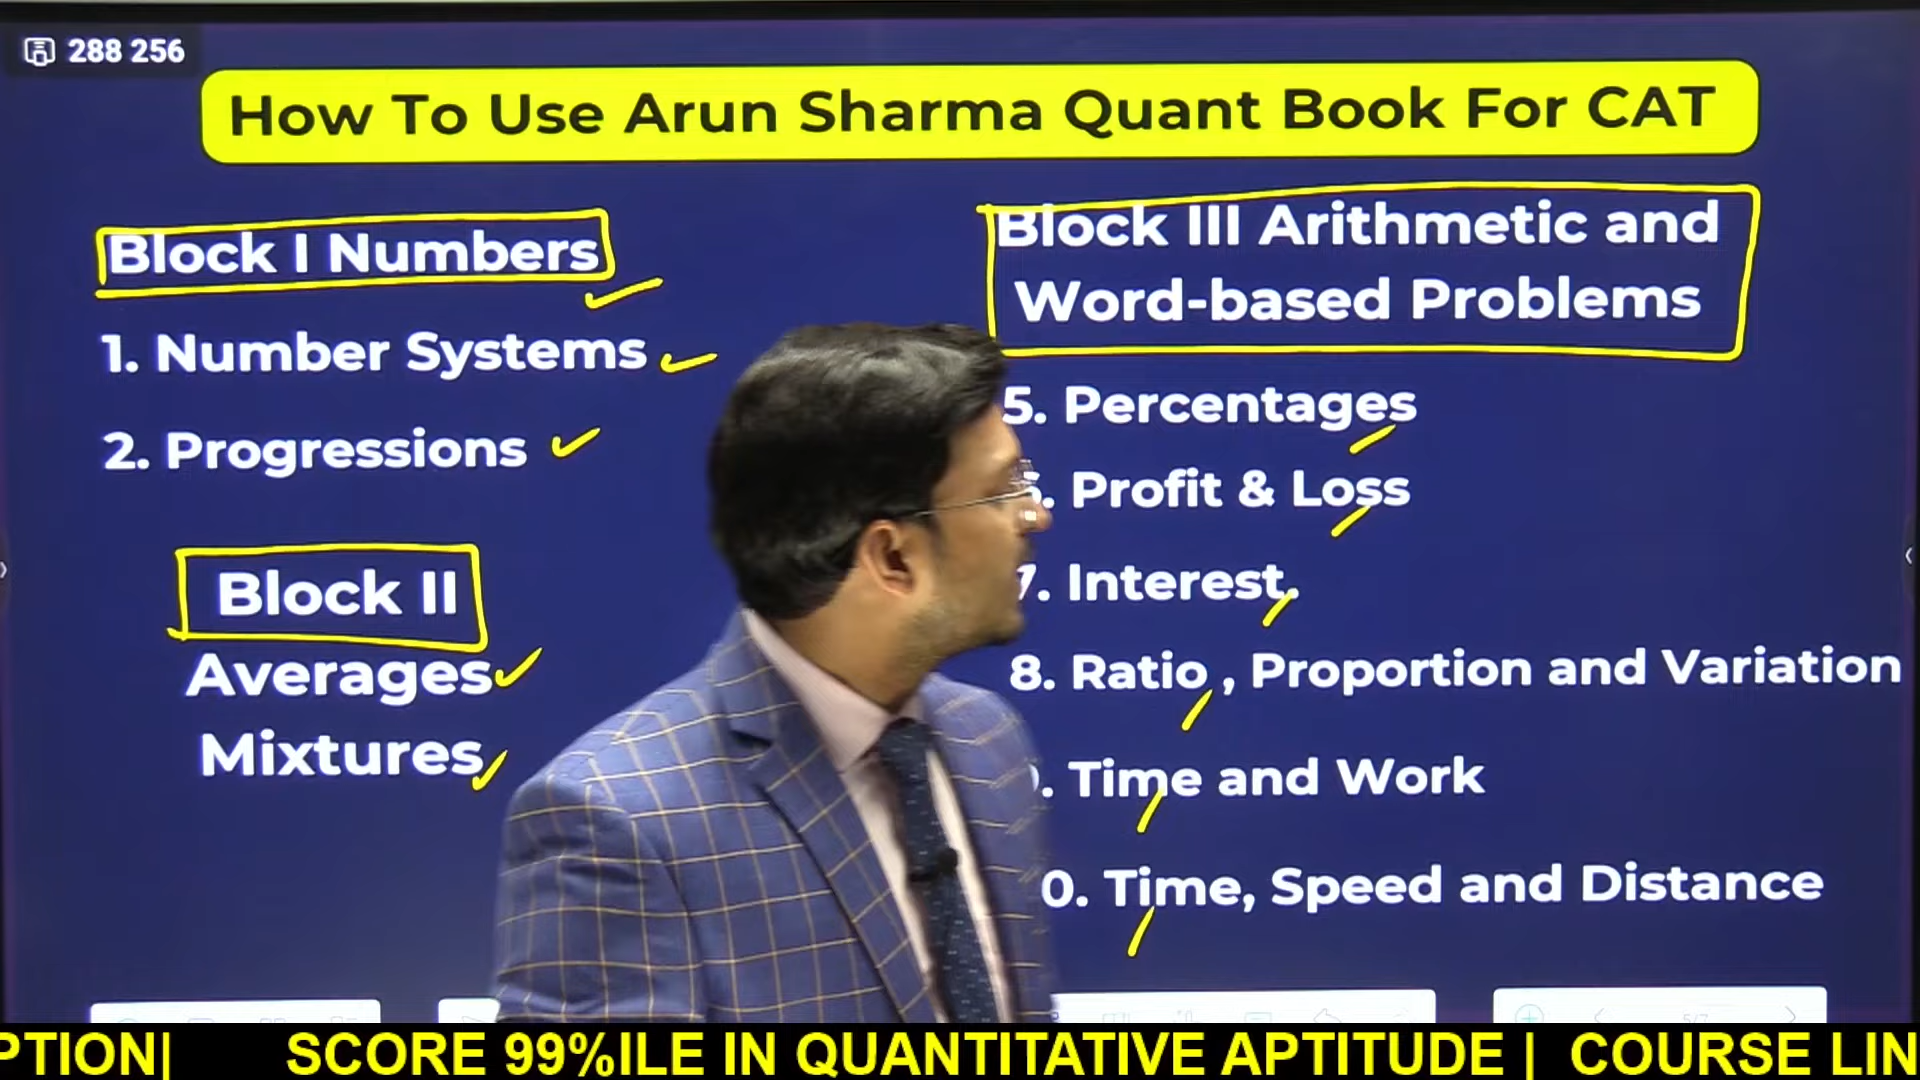 288 256
How To Use Arun Sharma Quant Book For CAT
Block I Numbers
1. Number Systems
2. Progressions
Block II
Averages
Mixtures
Block III Arithmetic and
Word-based Problems
5. Percentages
. Profit & Loss
7. Interest
8. Ratio , Proportion and Variation
. Time and Work
0. Time, Speed and Distance
PTION| SCORE 99%ILE IN QUANTITATIVE APTITUDE | COURSE LIN